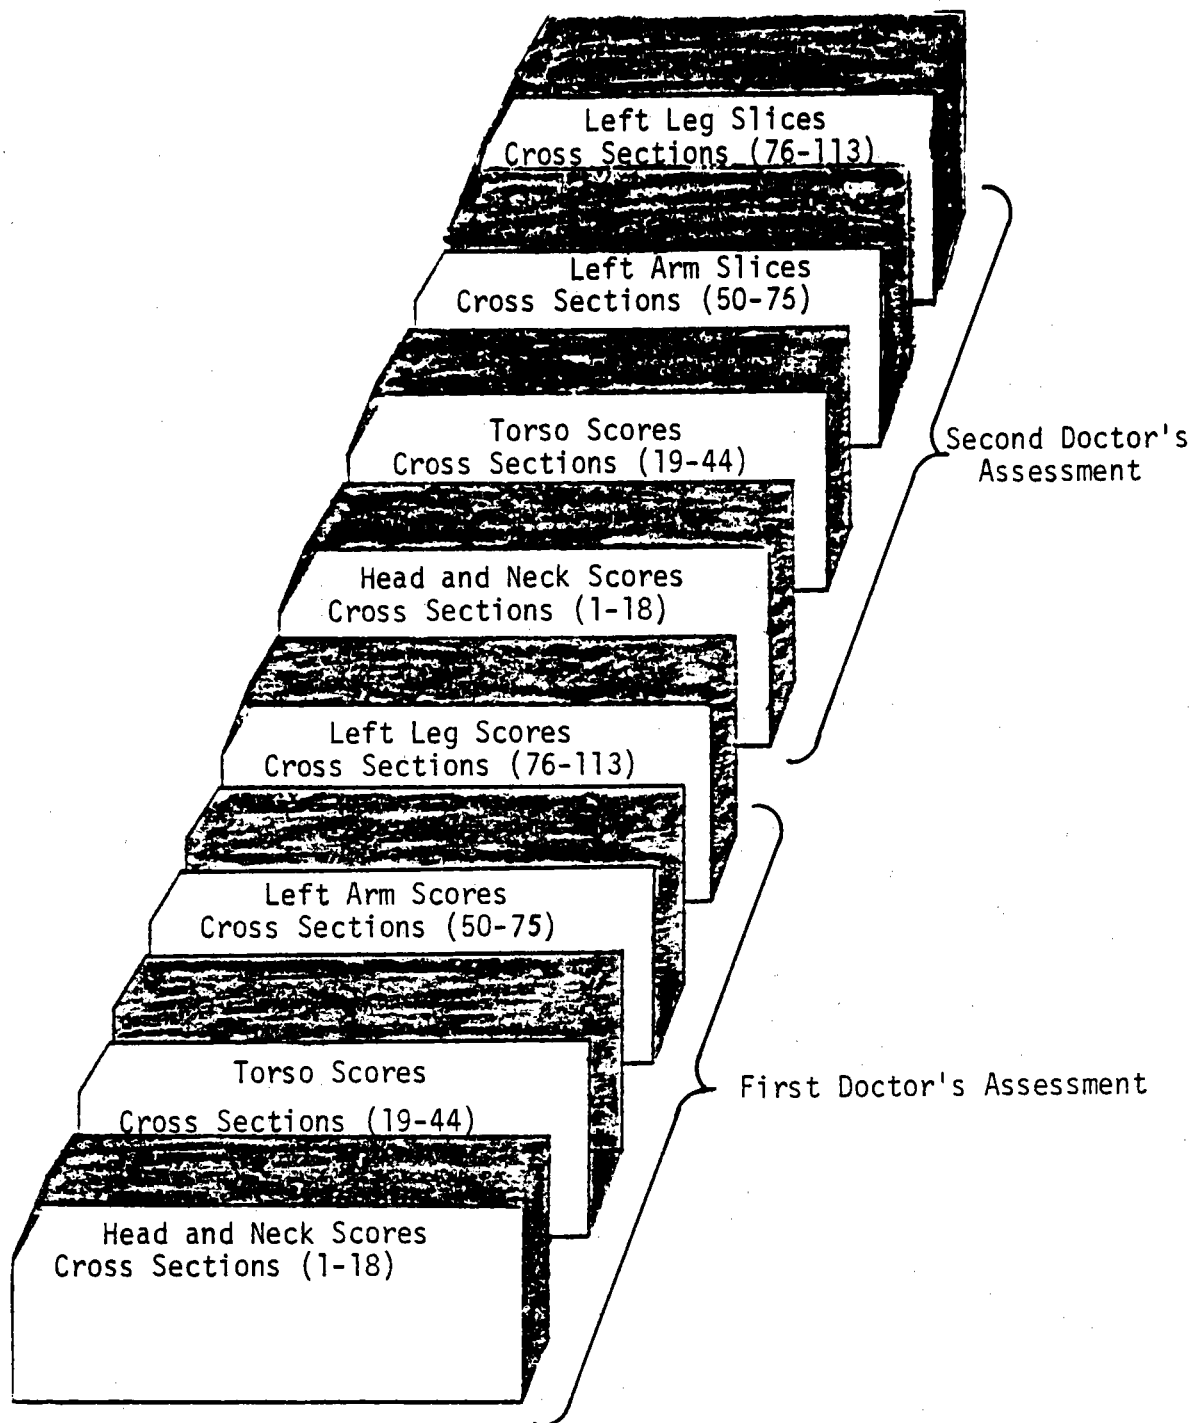 Left Leg Slices
Cross Sections (76-113)
Left Arm Slices
Cross Sections (50-75)
Torso Scores
Cross Sections (19-44)
Second Doctor's
Assessment
Head and Neck Scores
Cross Sections (1-18)
Left Leg Scores
Cross Sections (76-113)
Left Arm Scores
Cross Sections (50-75)
Torso Scores
Cross Sections (19-44)
First Doctor's Assessment
Head and Neck Scores
Cross Sections (1-18)